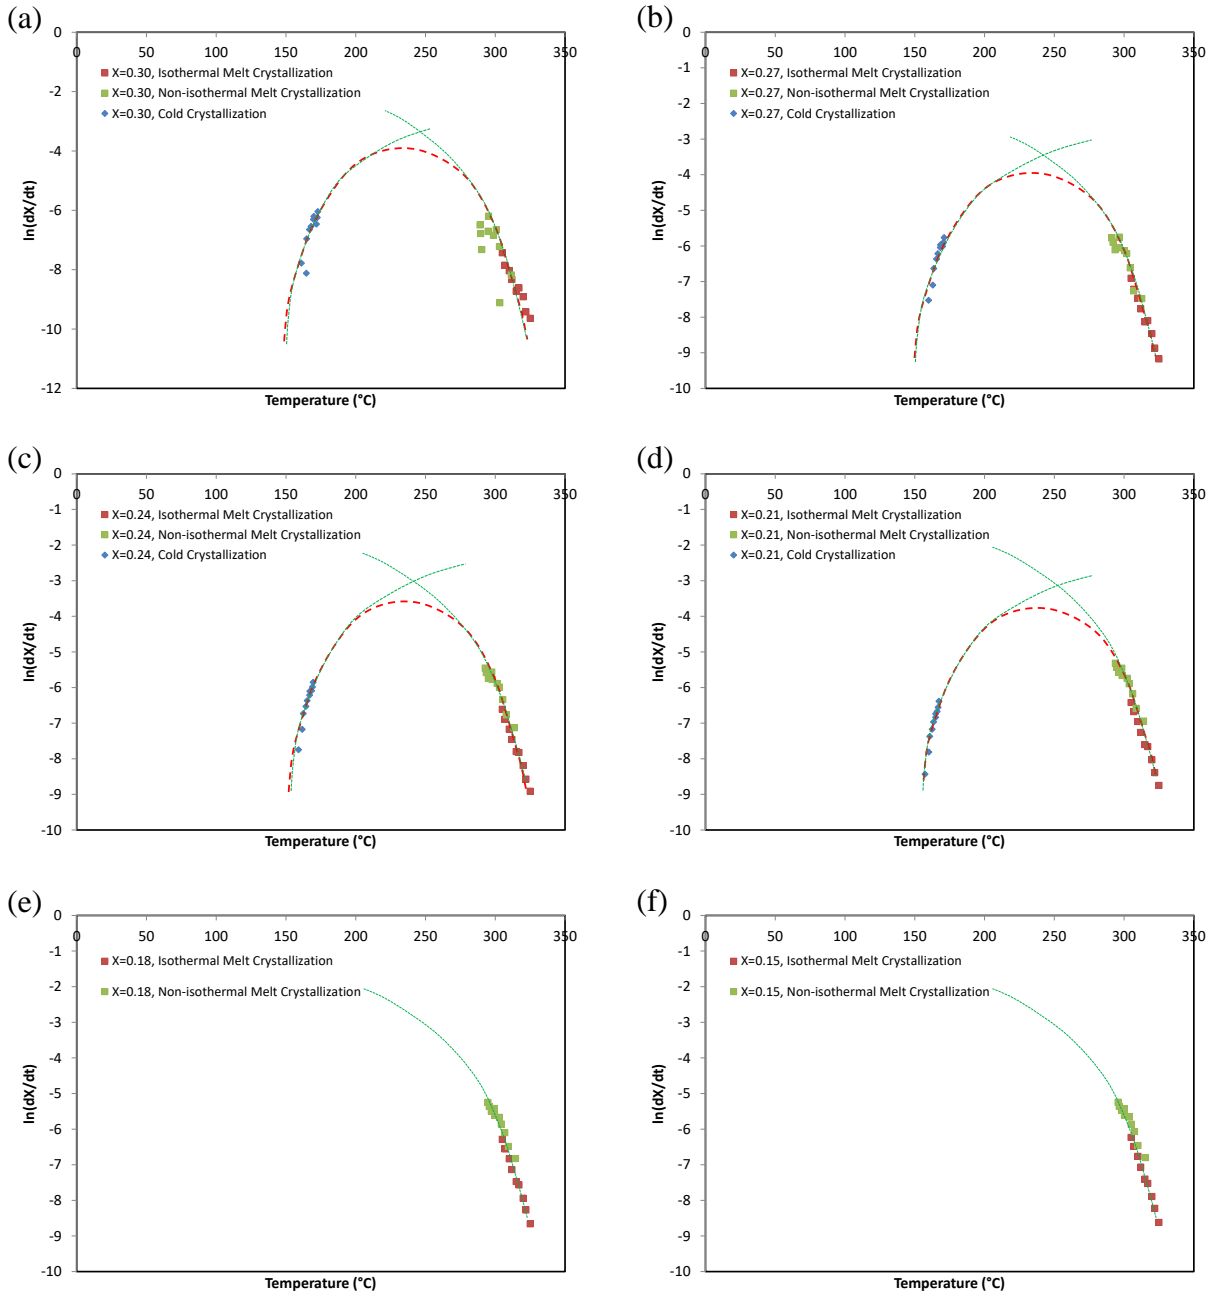 (a)
0
0 50 100 150 200 250 300 350
-2
-4
-6
-8
-10
-12
X=0.30, Isothermal Melt Crystallization
X=0.30, Non-isothermal Melt Crystallization
X=0.30, Cold Crystallization
ln(dX/dt)
Temperature (°C)
(b)
0
0 50 100 150 200 250 300 350
-1
-2
-3
-4
-5
-6
-7
-8
-9
-10
X=0.27, Isothermal Melt Crystallization
X=0.27, Non-isothermal Melt Crystallization
X=0.27, Cold Crystallization
ln(dX/dt)
Temperature (°C)
(c)
0
0 50 100 150 200 250 300 350
-1
-2
-3
-4
-5
-6
-7
-8
-9
-10
X=0.24, Isothermal Melt Crystallization
X=0.24, Non-isothermal Melt Crystallization
X=0.24, Cold Crystallization
ln(dX/dt)
Temperature (°C)
(d)
0
0 50 100 150 200 250 300 350
-1
-2
-3
-4
-5
-6
-7
-8
-9
-10
X=0.21, Isothermal Melt Crystallization
X=0.21, Non-isothermal Melt Crystallization
X=0.21, Cold Crystallization
ln(dX/dt)
Temperature (°C)
(e)
0
0 50 100 150 200 250 300 350
-1
-2
-3
-4
-5
-6
-7
-8
-9
-10
X=0.18, Isothermal Melt Crystallization
X=0.18, Non-isothermal Melt Crystallization
ln(dX/dt)
Temperature (°C)
(f)
0
0 50 100 150 200 250 300 350
-1
-2
-3
-4
-5
-6
-7
-8
-9
-10
X=0.15, Isothermal Melt Crystallization
X=0.15, Non-isothermal Melt Crystallization
ln(dX/dt)
Temperature (°C)